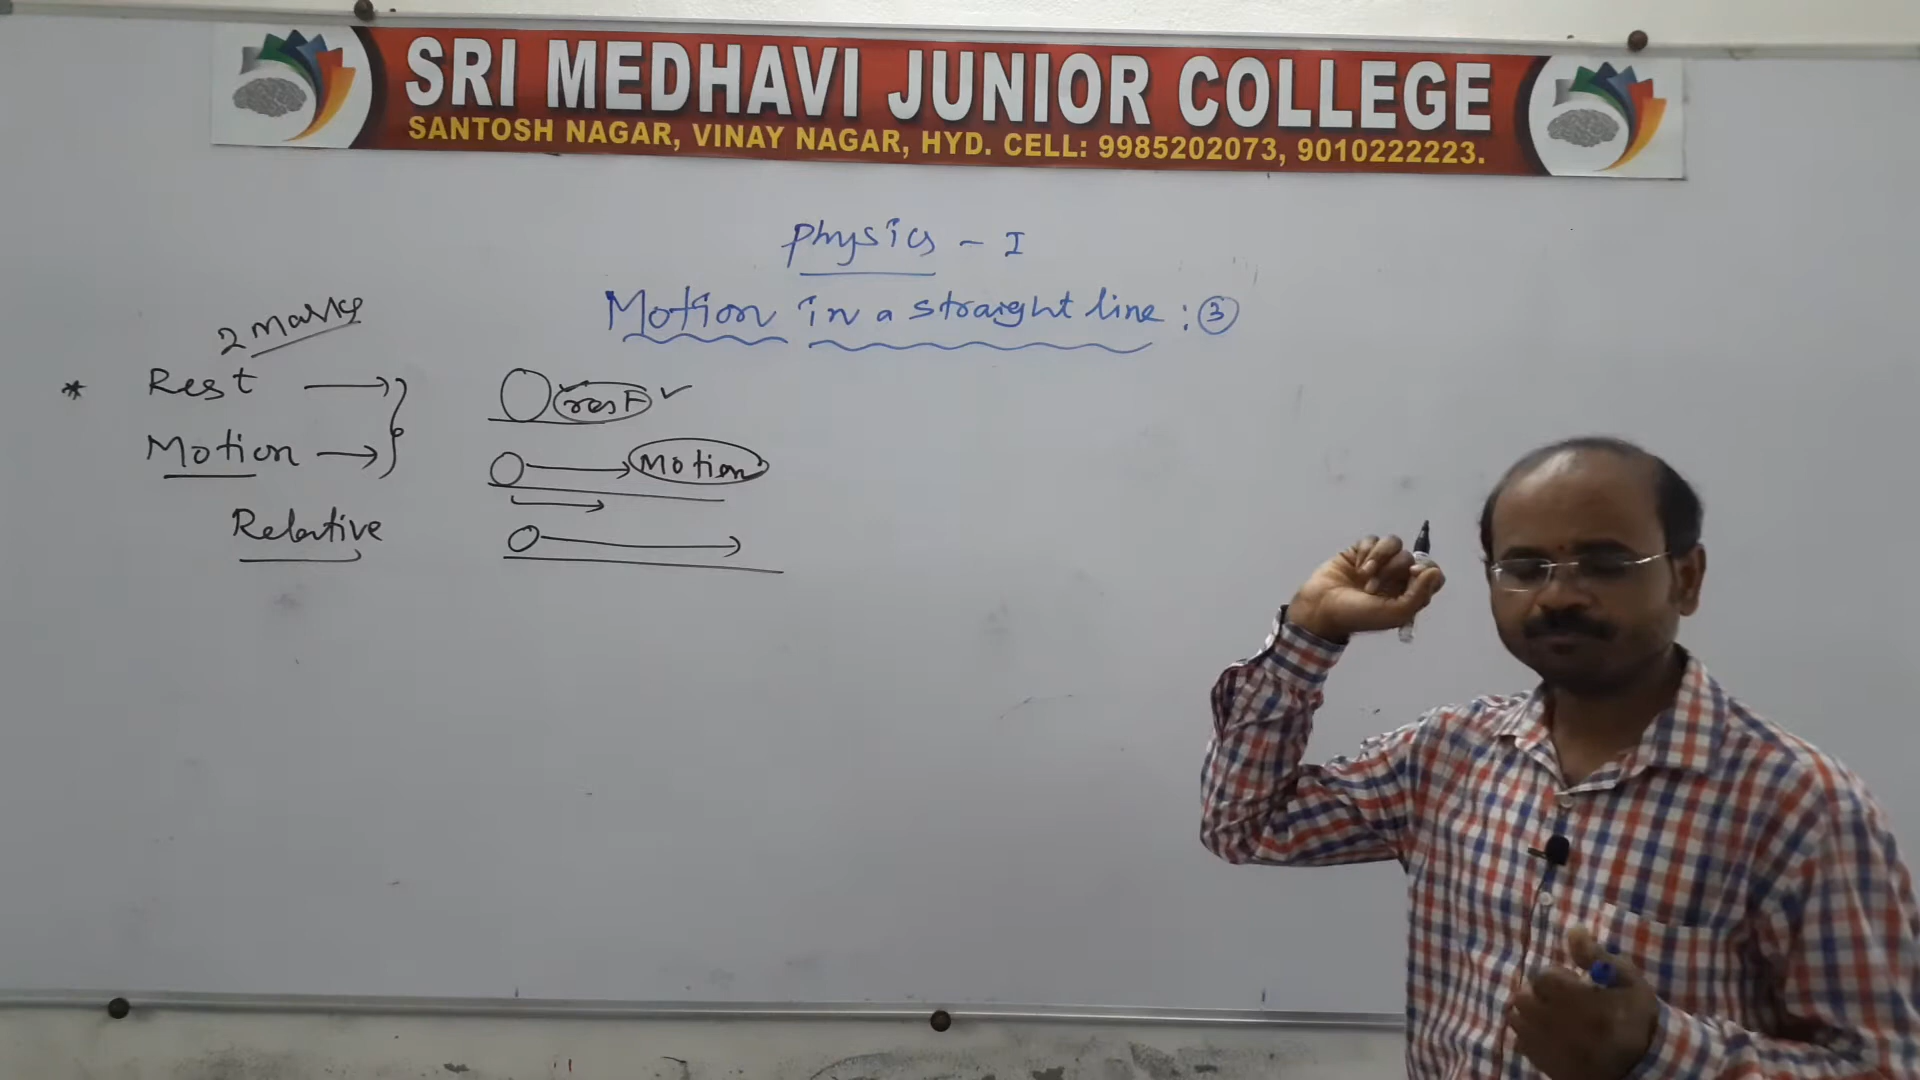 SRI MEDHAVI JUNIOR COLLEGE
SANTOSH NAGAR, VINAY NAGAR, HYD. CELL: 9985202073, 9010222223.
Physics - I
Motion in a straight line : 3
2 marks
* Rest
rest
Motion
Motion
Relative